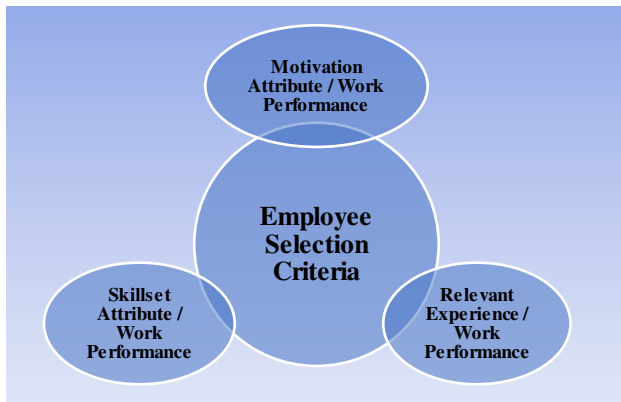 Motivation
Attribute / Work
Performance
Employee
Selection
Criteria
Skillset
Attribute /
Work
Performance
Relevant
Experience /
Work
Performance